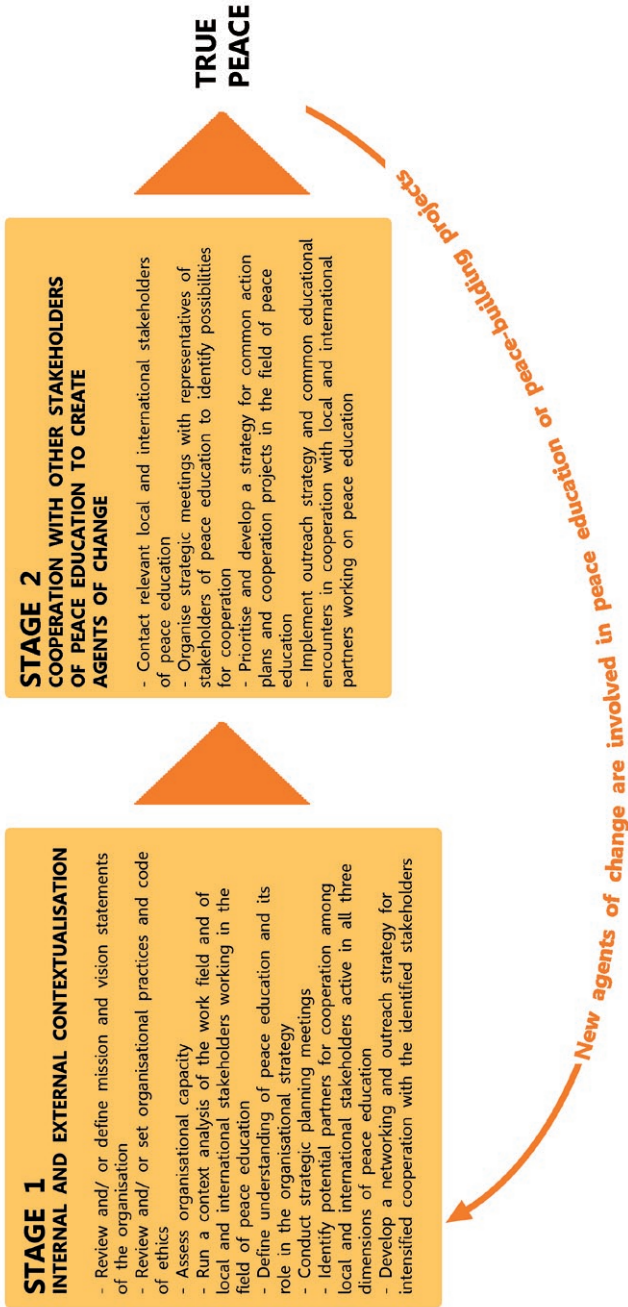 STAGE 1
INTERNAL AND EXTERNAL CONTEXTUALISATION
- Review and/ or define mission and vision statements
of the organisation
- Review and/ or set organisational practices and code
of ethics
- Assess organisational capacity
- Run a context analysis of the work field and of
local and international stakeholders working in the
field of peace education
- Define understanding of peace education and its
role in the organisational strategy
- Conduct strategic planning meetings
- Identify potential partners for cooperation among
local and international stakeholders active in all three
dimensions of peace education
- Develop a networking and outreach strategy for
intensified cooperation with the identified stakeholders
STAGE 2
COOPERATION WITH OTHER STAKEHOLDERS
OF PEACE EDUCATION TO CREATE
AGENTS OF CHANGE
- Contact relevant local and international stakeholders
of peace education
- Organise strategic meetings with representatives of
stakeholders of peace education to identify possibilities
for cooperation
- Prioritise and develop a strategy for common action
plans and cooperation projects in the field of peace
education
- Implement outreach strategy and common educational
encounters in cooperation with local and international
partners working on peace education
TRUE
PEACE
New agents of change are involved in peace education or peace-building projects